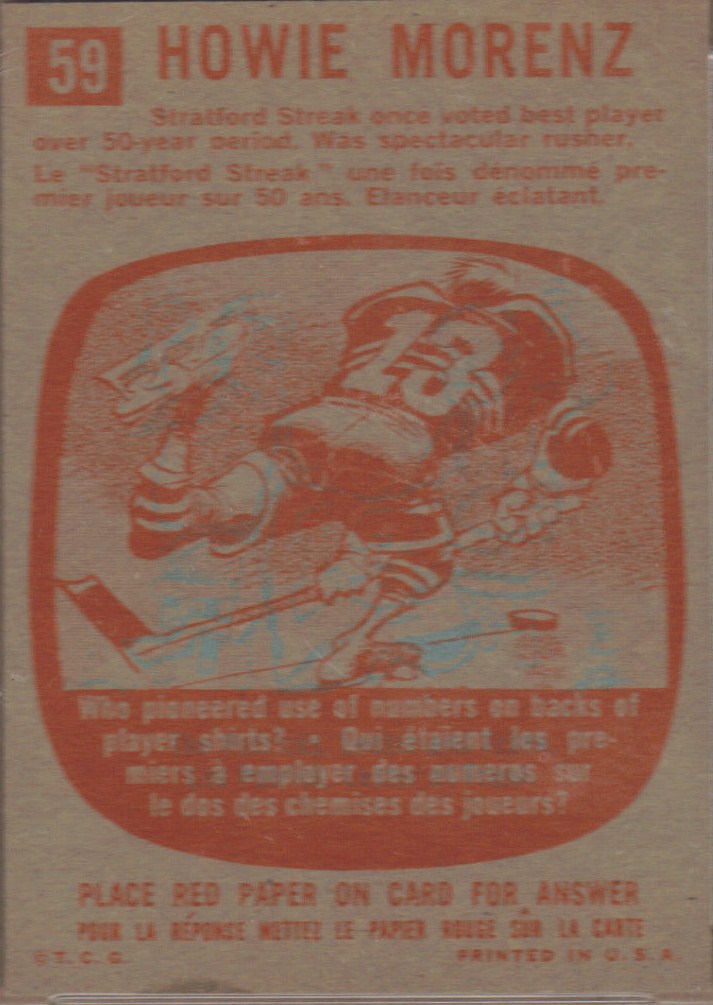 59
HOWIE MORENZ
Stratford Streak once voted best player
over 50-year period. Was spectacular rusher.
Le "Stratford Streak" une fois dénommé pre-
mier joueur sur 50 ans. Elanceur éclatant.
13
Who pioneered use of numbers on backs of
player shirts? • Qui étaient les pre-
miers à employer des numeros sur
le dos des chemises des joueurs?
PLACE RED PAPER ON CARD FOR ANSWER
POUR LA RÉPONSE METTEZ LE PAPIER ROUGE SUR LA CARTE
© T. C. G.
PRINTED IN U. S. A.